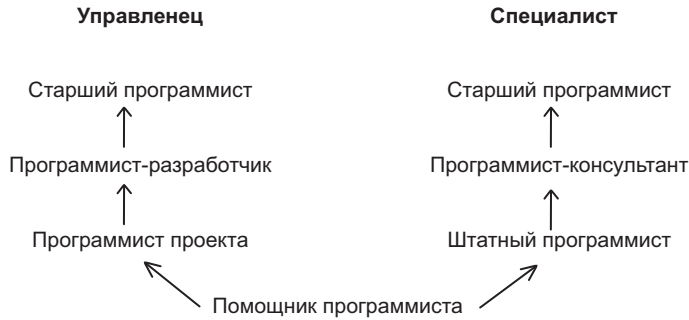 Управленец
Специалист
Старший программист
Старший программист
Программист-разработчик
Программист-консультант
Программист проекта
Штатный программист
Помощник программиста